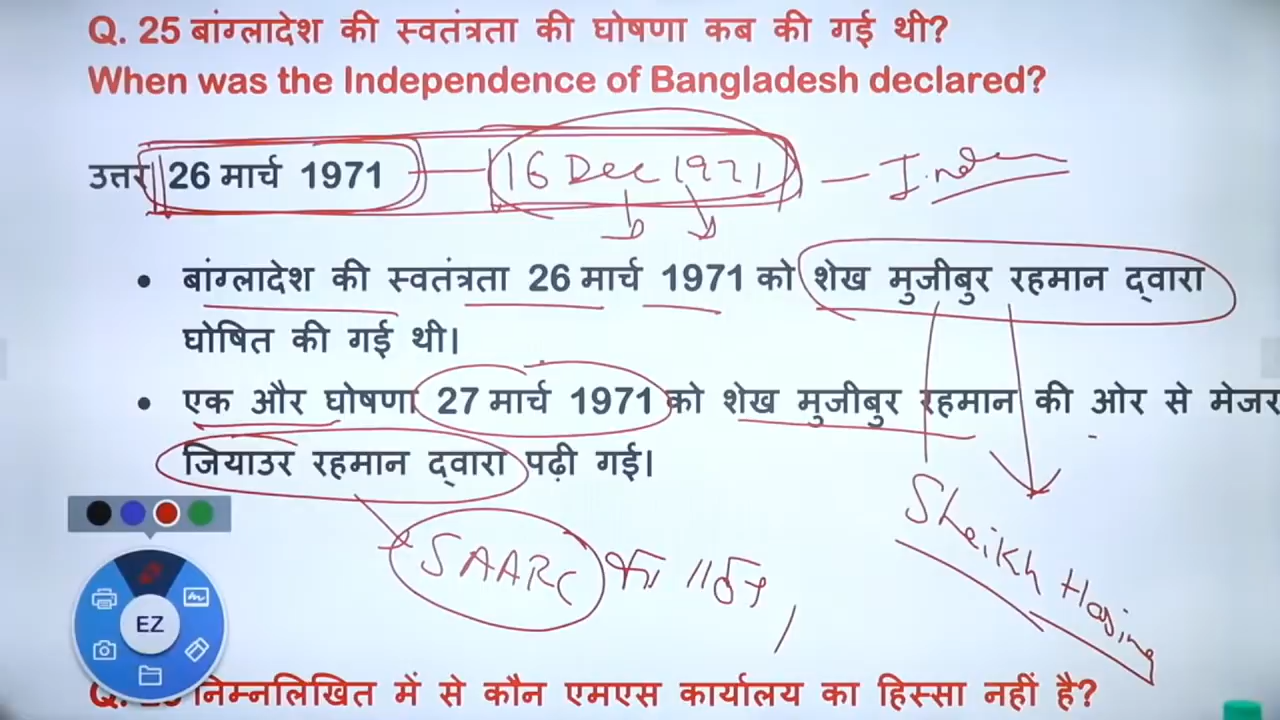 Q. 25 बांग्लादेश की स्वतंत्रता की घोषणा कब की गई थी?
When was the Independence of Bangladesh declared?
उत्तर 26 मार्च 1971 — 16 Dec 1971 —
• बांग्लादेश की स्वतंत्रता 26 मार्च 1971 को शेख मुजीबुर रहमान द्वारा
घोषित की गई थी।
• एक और घोषणा 27 मार्च 1971 को शेख मुजीबुर रहमान की ओर से मेजर
जियाउर रहमान द्वारा पढ़ी गई।
Sheikh Hasina
SAARC का
EZ
Q. निम्नलिखित में से कौन एमएस कार्यालय का हिस्सा नहीं है?